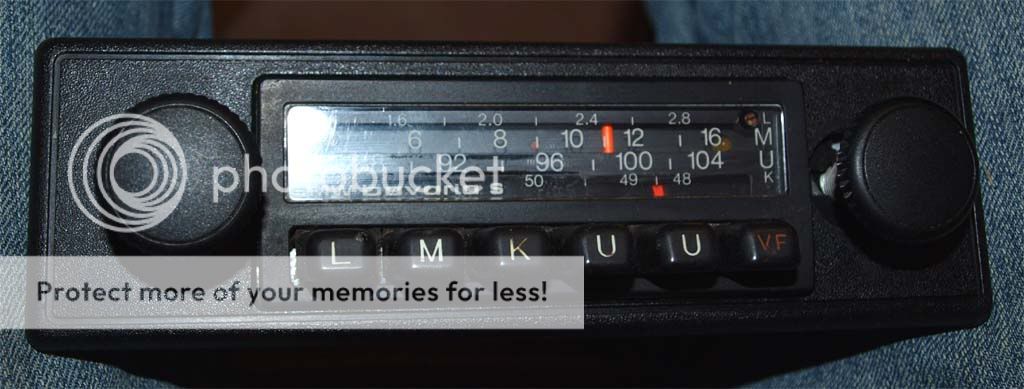 1.6 2.0 2.4 2.8 L
6 8 10 12 16 M
92 96 100 104 U
50 49 48 K
L M K U U VF
photobucket
Protect more of your memories for less!